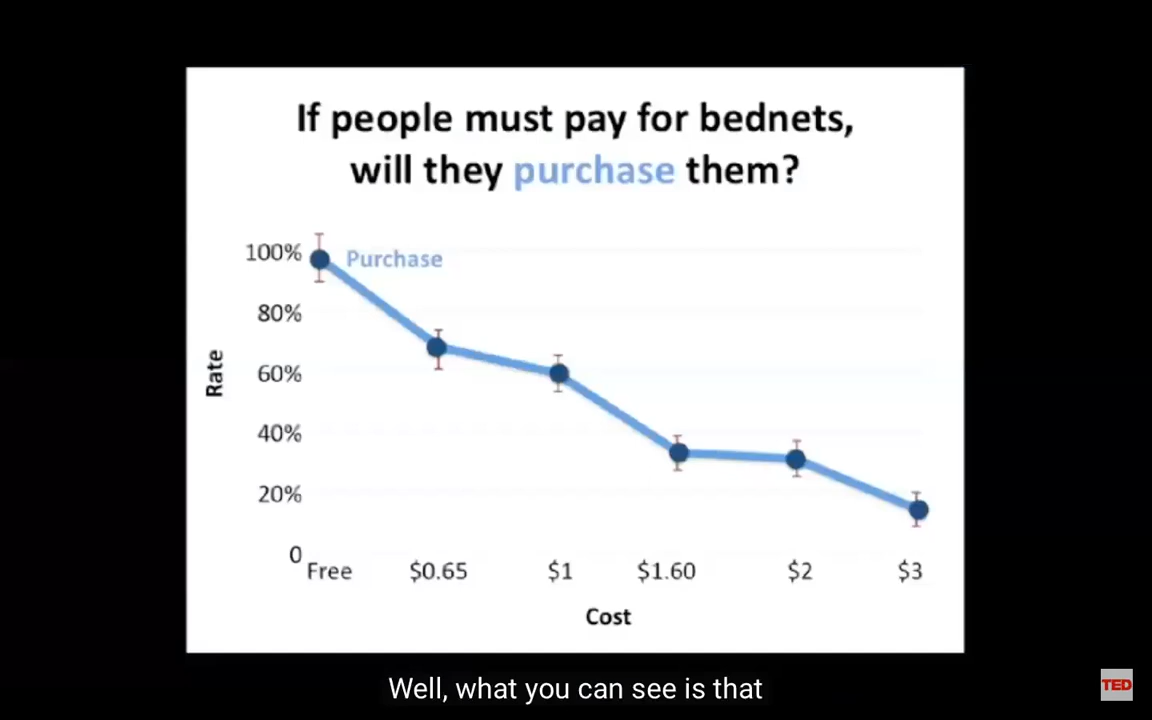 If people must pay for bednets,
will they purchase them?
100%
Purchase
80%
60%
40%
20%
0
Rate
Free $0.65 $1 $1.60 $2 $3
Cost
Well, what you can see is that
TED